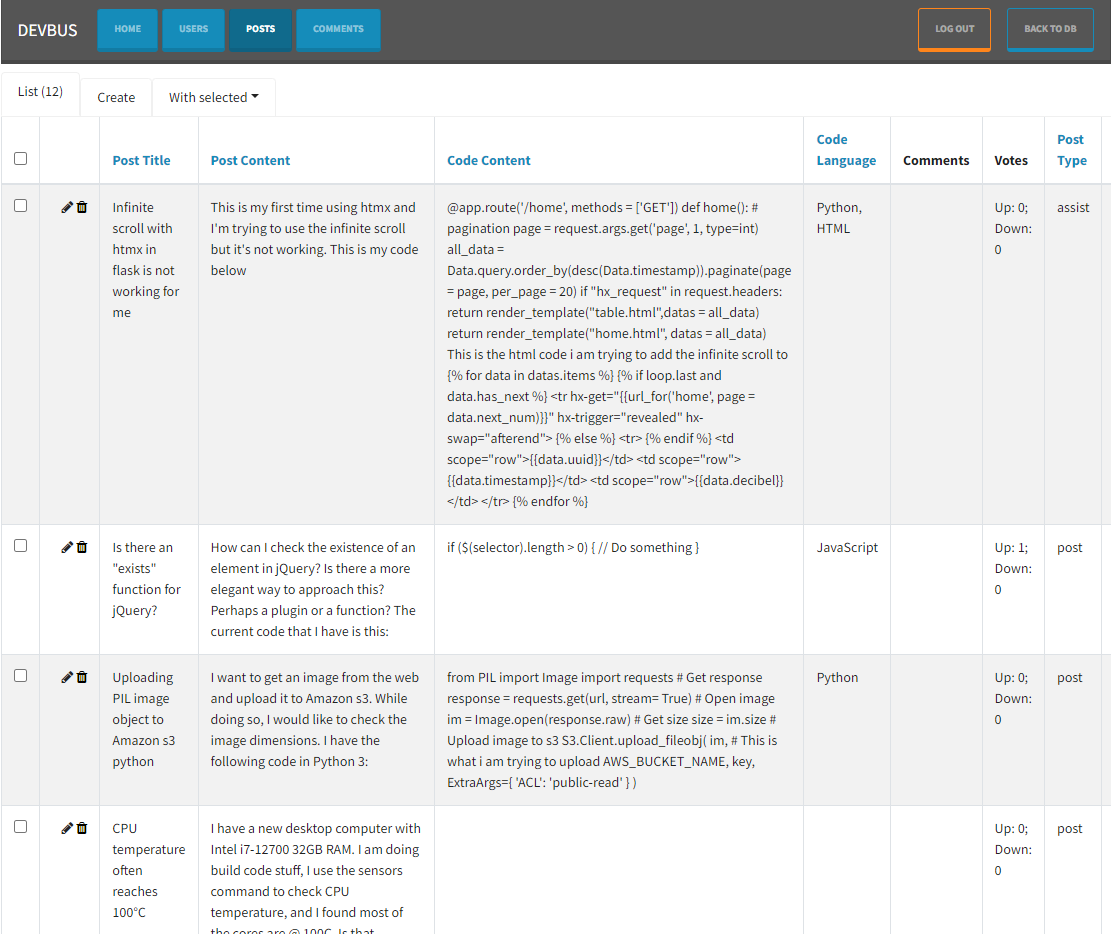 DEVBUS
HOME
USERS
POSTS
COMMENTS
LOG OUT
BACK TO DB
List (12)
Create
With selected
Post Title
Post Content
Code Content
Code
Language
Comments
Votes
Post
Type
Infinite
scroll with
htmx in
flask is not
working for
me
This is my first time using htmx and
I'm trying to use the infinite scroll
but it's not working. This is my code
below
@app.route('/home', methods = ['GET']) def home(): #
pagination page = request.args.get('page', 1, type=int)
all_data =
Data.query.order_by(desc(Data.timestamp)).paginate(page
= page, per_page = 20) if "hx_request" in request.headers:
return render_template("table.html",datas = all_data)
return render_template("home.html", datas = all_data)
This is the html code i am trying to add the infinite scroll to
{% for data in datas.items %} {% if loop.last and
data.has_next %} <tr hx-get="{{url_for('home', page =
data.next_num)}}" hx-trigger="revealed" hx-
swap="afterend"> {% else %} <tr> {% endif %} <td
scope="row">{{data.uuid}}</td> <td scope="row">
{{data.timestamp}}</td> <td scope="row">{{data.decibel}}
</td> </tr> {% endfor %}
Python,
HTML
Up: 0;
Down:
0
assist
Is there an
"exists"
function for
jQuery?
How can I check the existence of an
element in jQuery? Is there a more
elegant way to approach this?
Perhaps a plugin or a function? The
current code that I have is this:
if ($(selector).length > 0) { // Do something }
JavaScript
Up: 1;
Down:
0
post
Uploading
PIL image
object to
Amazon s3
python
I want to get an image from the web
and upload it to Amazon s3. While
doing so, I would like to check the
image dimensions. I have the
following code in Python 3:
from PIL import Image import requests # Get response
response = requests.get(url, stream= True) # Open image
im = Image.open(response.raw) # Get size size = im.size #
Upload image to s3 S3.Client.upload_fileobj( im, # This is
what i am trying to upload AWS_BUCKET_NAME, key,
ExtraArgs={ 'ACL': 'public-read' } )
Python
Up: 0;
Down:
0
post
CPU
temperature
often
reaches
100°C
I have a new desktop computer with
Intel i7-12700 32GB RAM. I am doing
build code stuff, I use the sensors
command to check CPU
temperature, and I found most of
the cores are @ 100C. Is that
Up: 0;
Down:
0
post